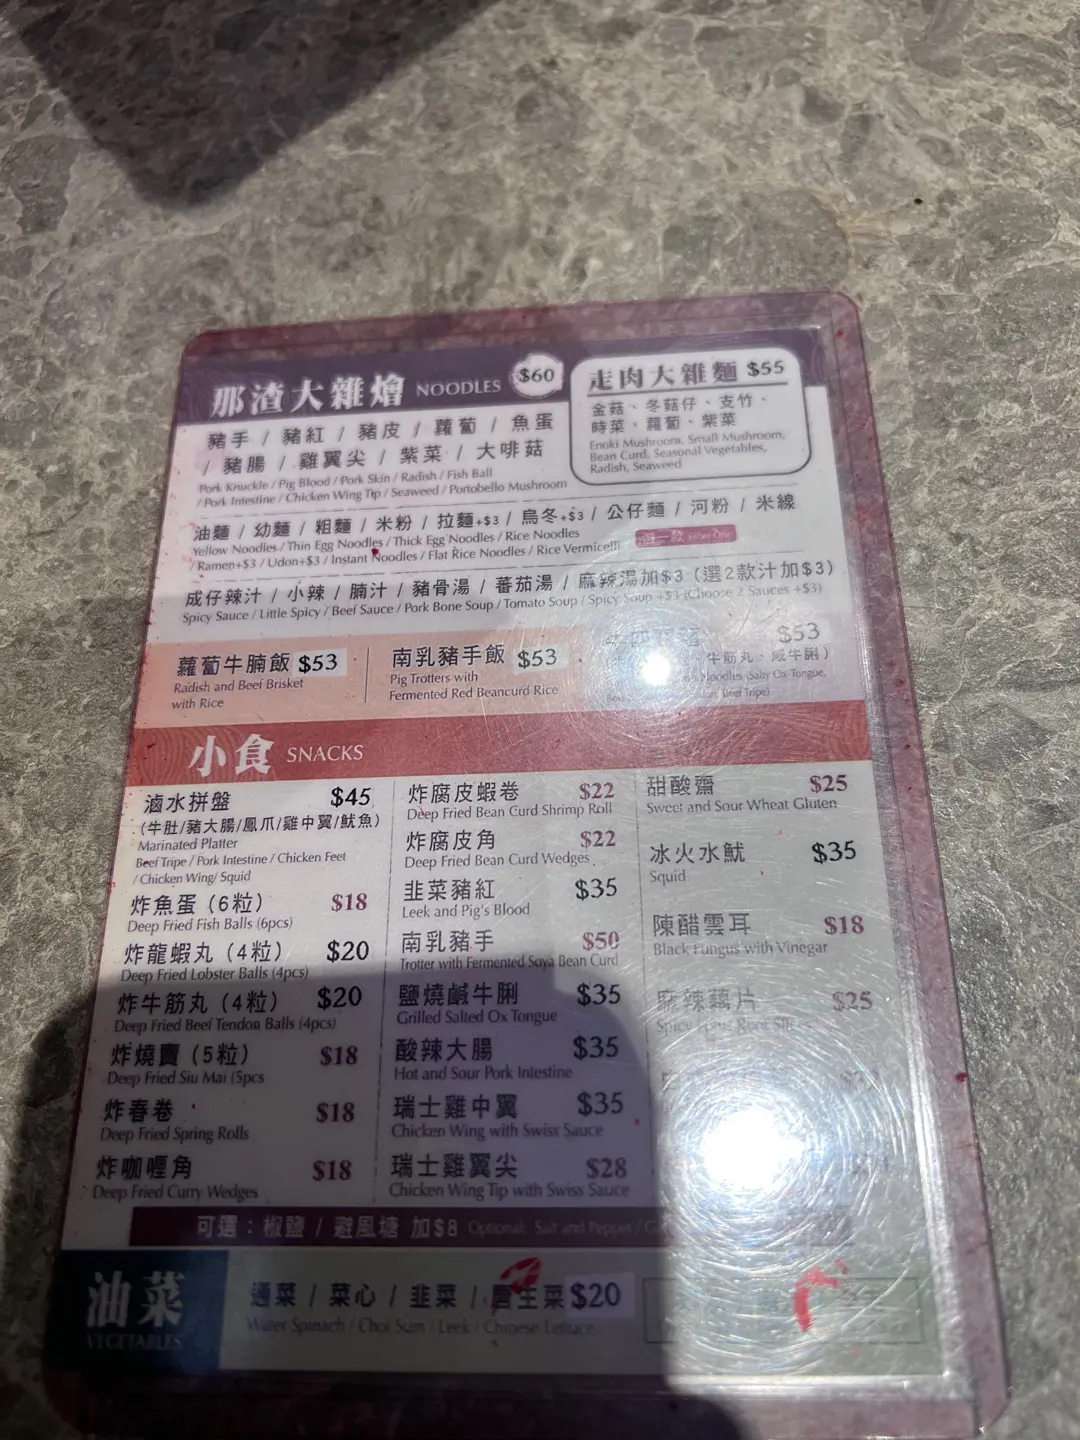 那渣大雜燴 NOODLES $60
豬手 / 豬紅 / 豬皮 / 蘿蔔 / 魚蛋
/ 豬腸 / 雞翼尖 / 紫菜 / 大啡菇
Pork Knuckle / Pig Blood / Pork Skin / Radish / Fish Ball
/ Pork Intestine / Chicken Wing Tip / Seaweed / Portobello Mushroom
走肉大雜麵 $55
金菇、冬菇仔、支竹、
時菜、蘿蔔、紫菜
Enoki Mushroom, Small Mushroom,
Bean Curd, Seasonal Vegetables,
Radish, Seaweed
油麵 / 幼麵 / 粗麵 / 米粉 / 拉麵+$3 / 烏冬+$3 / 公仔麵 / 河粉 / 米線
Yellow Noodles / Thin Egg Noodles / Thick Egg Noodles / Rice Noodles
/ Ramen+$3 / Udon+$3 / Instant Noodles / Flat Rice Noodles / Rice Vermicelli
選一款 Either One
成仔辣汁 / 小辣 / 腩汁 / 豬骨湯 / 蕃茄湯 / 麻辣湯加$3 (選2款汁加$3)
Spicy Sauce / Little Spicy / Beef Sauce / Pork Bone Soup / Tomato Soup / Spicy Soup +$3 (Choose 2 Sauces +$3)
蘿蔔牛腩飯 $53
Radish and Beef Brisket
with Rice
南乳豬手飯 $53
Pig Trotters with
Fermented Red Beancurd Rice
$53
牛筋丸、咸牛脷)
Noodles (Salty Ox-Tongue,
Beef Tripe)
小食 SNACKS
滷水拼盤 $45
(牛肚/豬大腸/鳳爪/雞中翼/魷魚)
Marinated Platter
Beef Tripe / Pork Intestine / Chicken Feet
/ Chicken Wing/ Squid
炸魚蛋 (6粒) $18
Deep Fried Fish Balls (6pcs)
炸龍蝦丸 (4粒) $20
Deep Fried Lobster Balls (4pcs)
炸牛筋丸 (4粒) $20
Deep Fried Beef Tendon Balls (4pcs)
炸燒賣 (5粒) $18
Deep Fried Siu Mai (5pcs
炸春卷 $18
Deep Fried Spring Rolls
炸咖喱角 $18
Deep Fried Curry Wedges
炸腐皮蝦卷 $22
Deep Fried Bean Curd Shrimp Roll
炸腐皮角 $22
Deep Fried Bean Curd Wedges
韭菜豬紅 $35
Leek and Pig's Blood
南乳豬手 $50
Trotter with Fermented Soya Bean Curd
鹽燒鹹牛脷 $35
Grilled Salted Ox Tongue
酸辣大腸 $35
Hot and Sour Pork Intestine
瑞士雞中翼 $35
Chicken Wing with Swiss Sauce
瑞士雞翼尖 $28
Chicken Wing Tip with Swiss Sauce
甜酸齋 $25
Sweet and Sour Wheat Gluten
冰火水魷 $35
Squid
陳醋雲耳 $18
Black Fungus with Vinegar
麻辣藕片 $25
Spicy Lotus Root
可選：椒鹽 / 避風塘 加$8 Optional: Salt and Pepper /
油菜
VEGETABLES
通菜 / 菜心 / 韭菜 / 唐生菜 $20
Water Spinach / Choi Sum / Leek / Chinese Lettuce